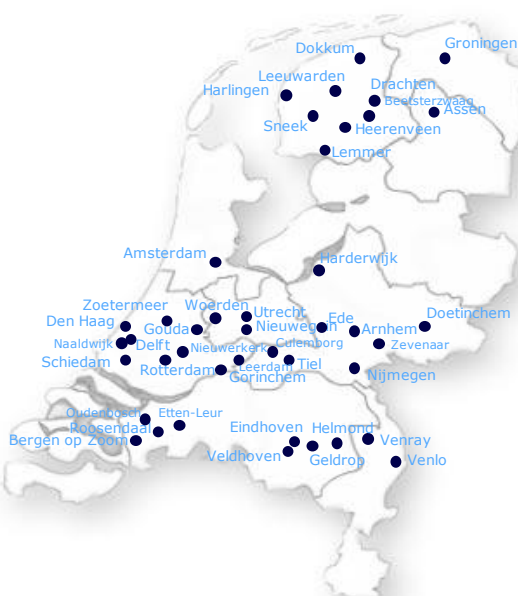 Groningen
Dokkum
Leeuwarden
Drachten
Harlingen
Beetsterzwaag
Assen
Sneek
Heerenveen
Lemmer
Amsterdam
Harderwijk
Zoetermeer
Woerden
Utrecht
Doetinchem
Den Haag
Ede
Gouda
Nieuwegein
Arnhem
Naaldwijk
Delft
Nieuwerkerk
Culemborg
Zevenaar
Schiedam
Rotterdam
Leerdam
Tiel
Gorinchem
Nijmegen
Oudenbosch
Etten-Leur
Roosendaal
Eindhoven
Helmond
Bergen op Zoom
Venray
Veldhoven
Geldrop
Venlo